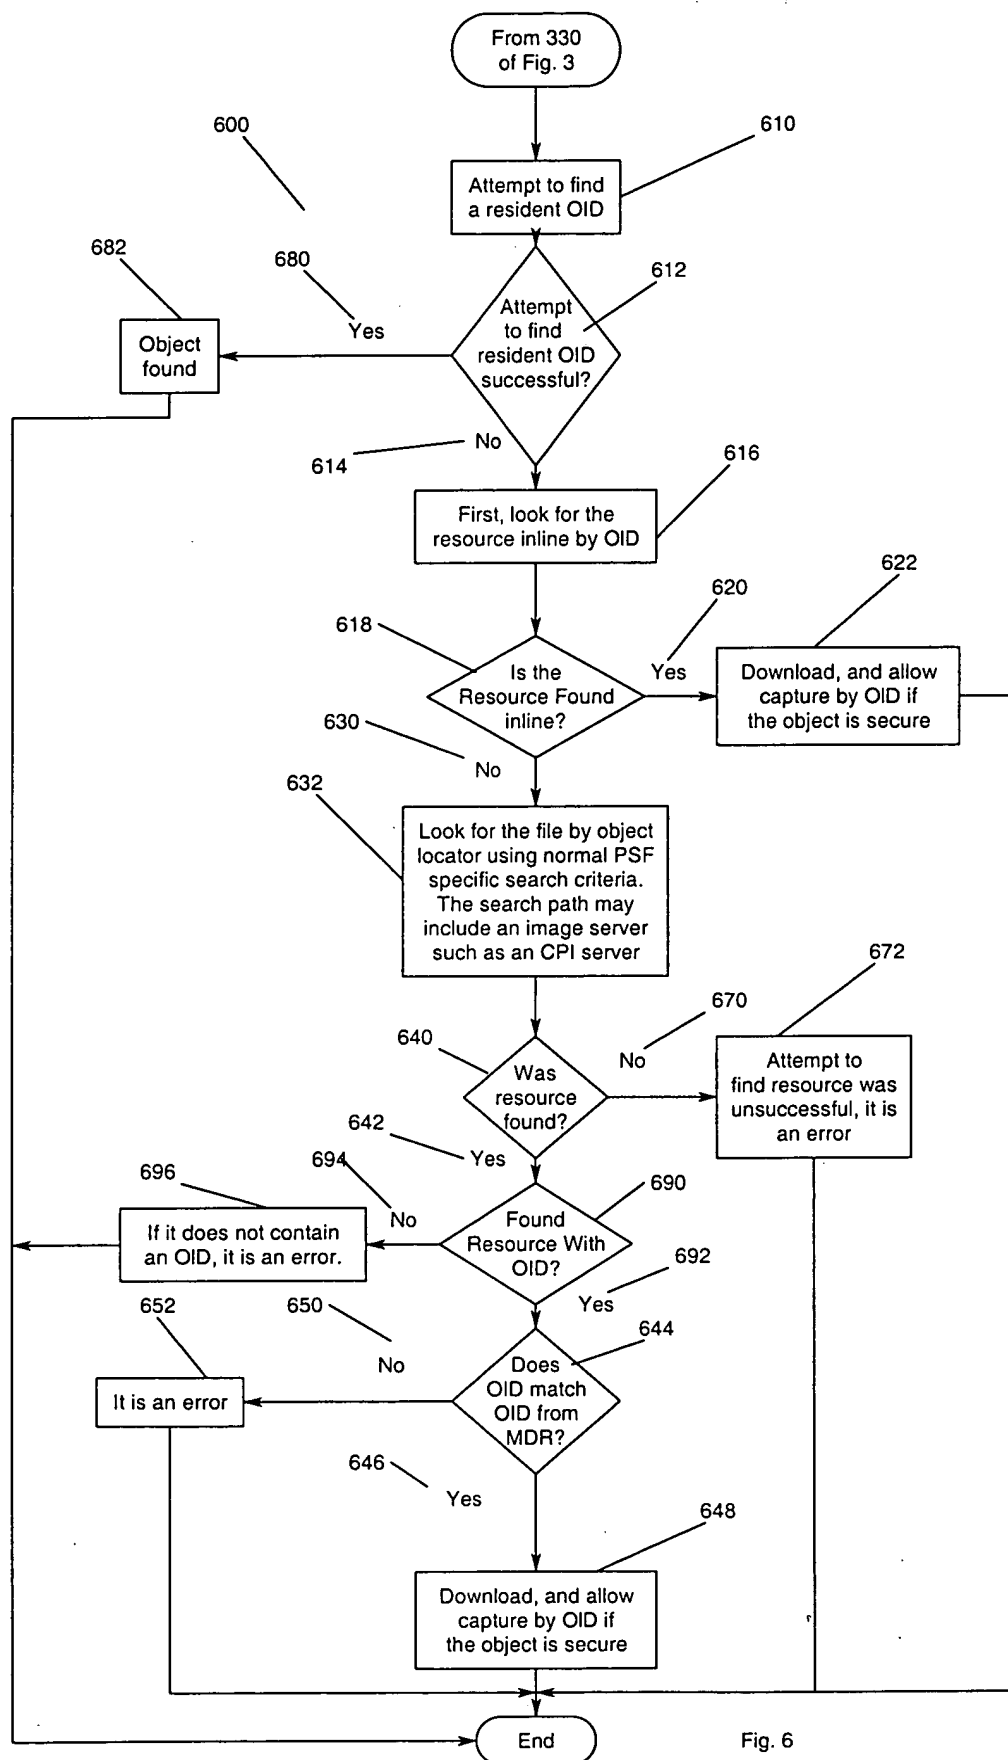 From 330
of Fig. 3
600
610
Attempt to find
a resident OID
682
680
612
Yes
Attempt
to find
resident OID
successful?
Object
found
No
614
616
First, look for the
resource inline by OID
622
620
618
Yes
Is the
Resource Found
inline?
Download, and allow
capture by OID if
the object is secure
630
No
632
Look for the file by object
locator using normal PSF
specific search criteria.
The search path may
include an image server
such as an CPI server
672
670
640
No
Was
resource
found?
Attempt to
find resource was
unsuccessful, it is
an error
642
Yes
694
696
690
No
Found
Resource With
OID?
If it does not contain
an OID, it is an error.
692
Yes
652
650
644
No
Does
OID match
OID from
MDR?
It is an error
646
Yes
648
Download, and allow
capture by OID if
the object is secure
End
Fig. 6